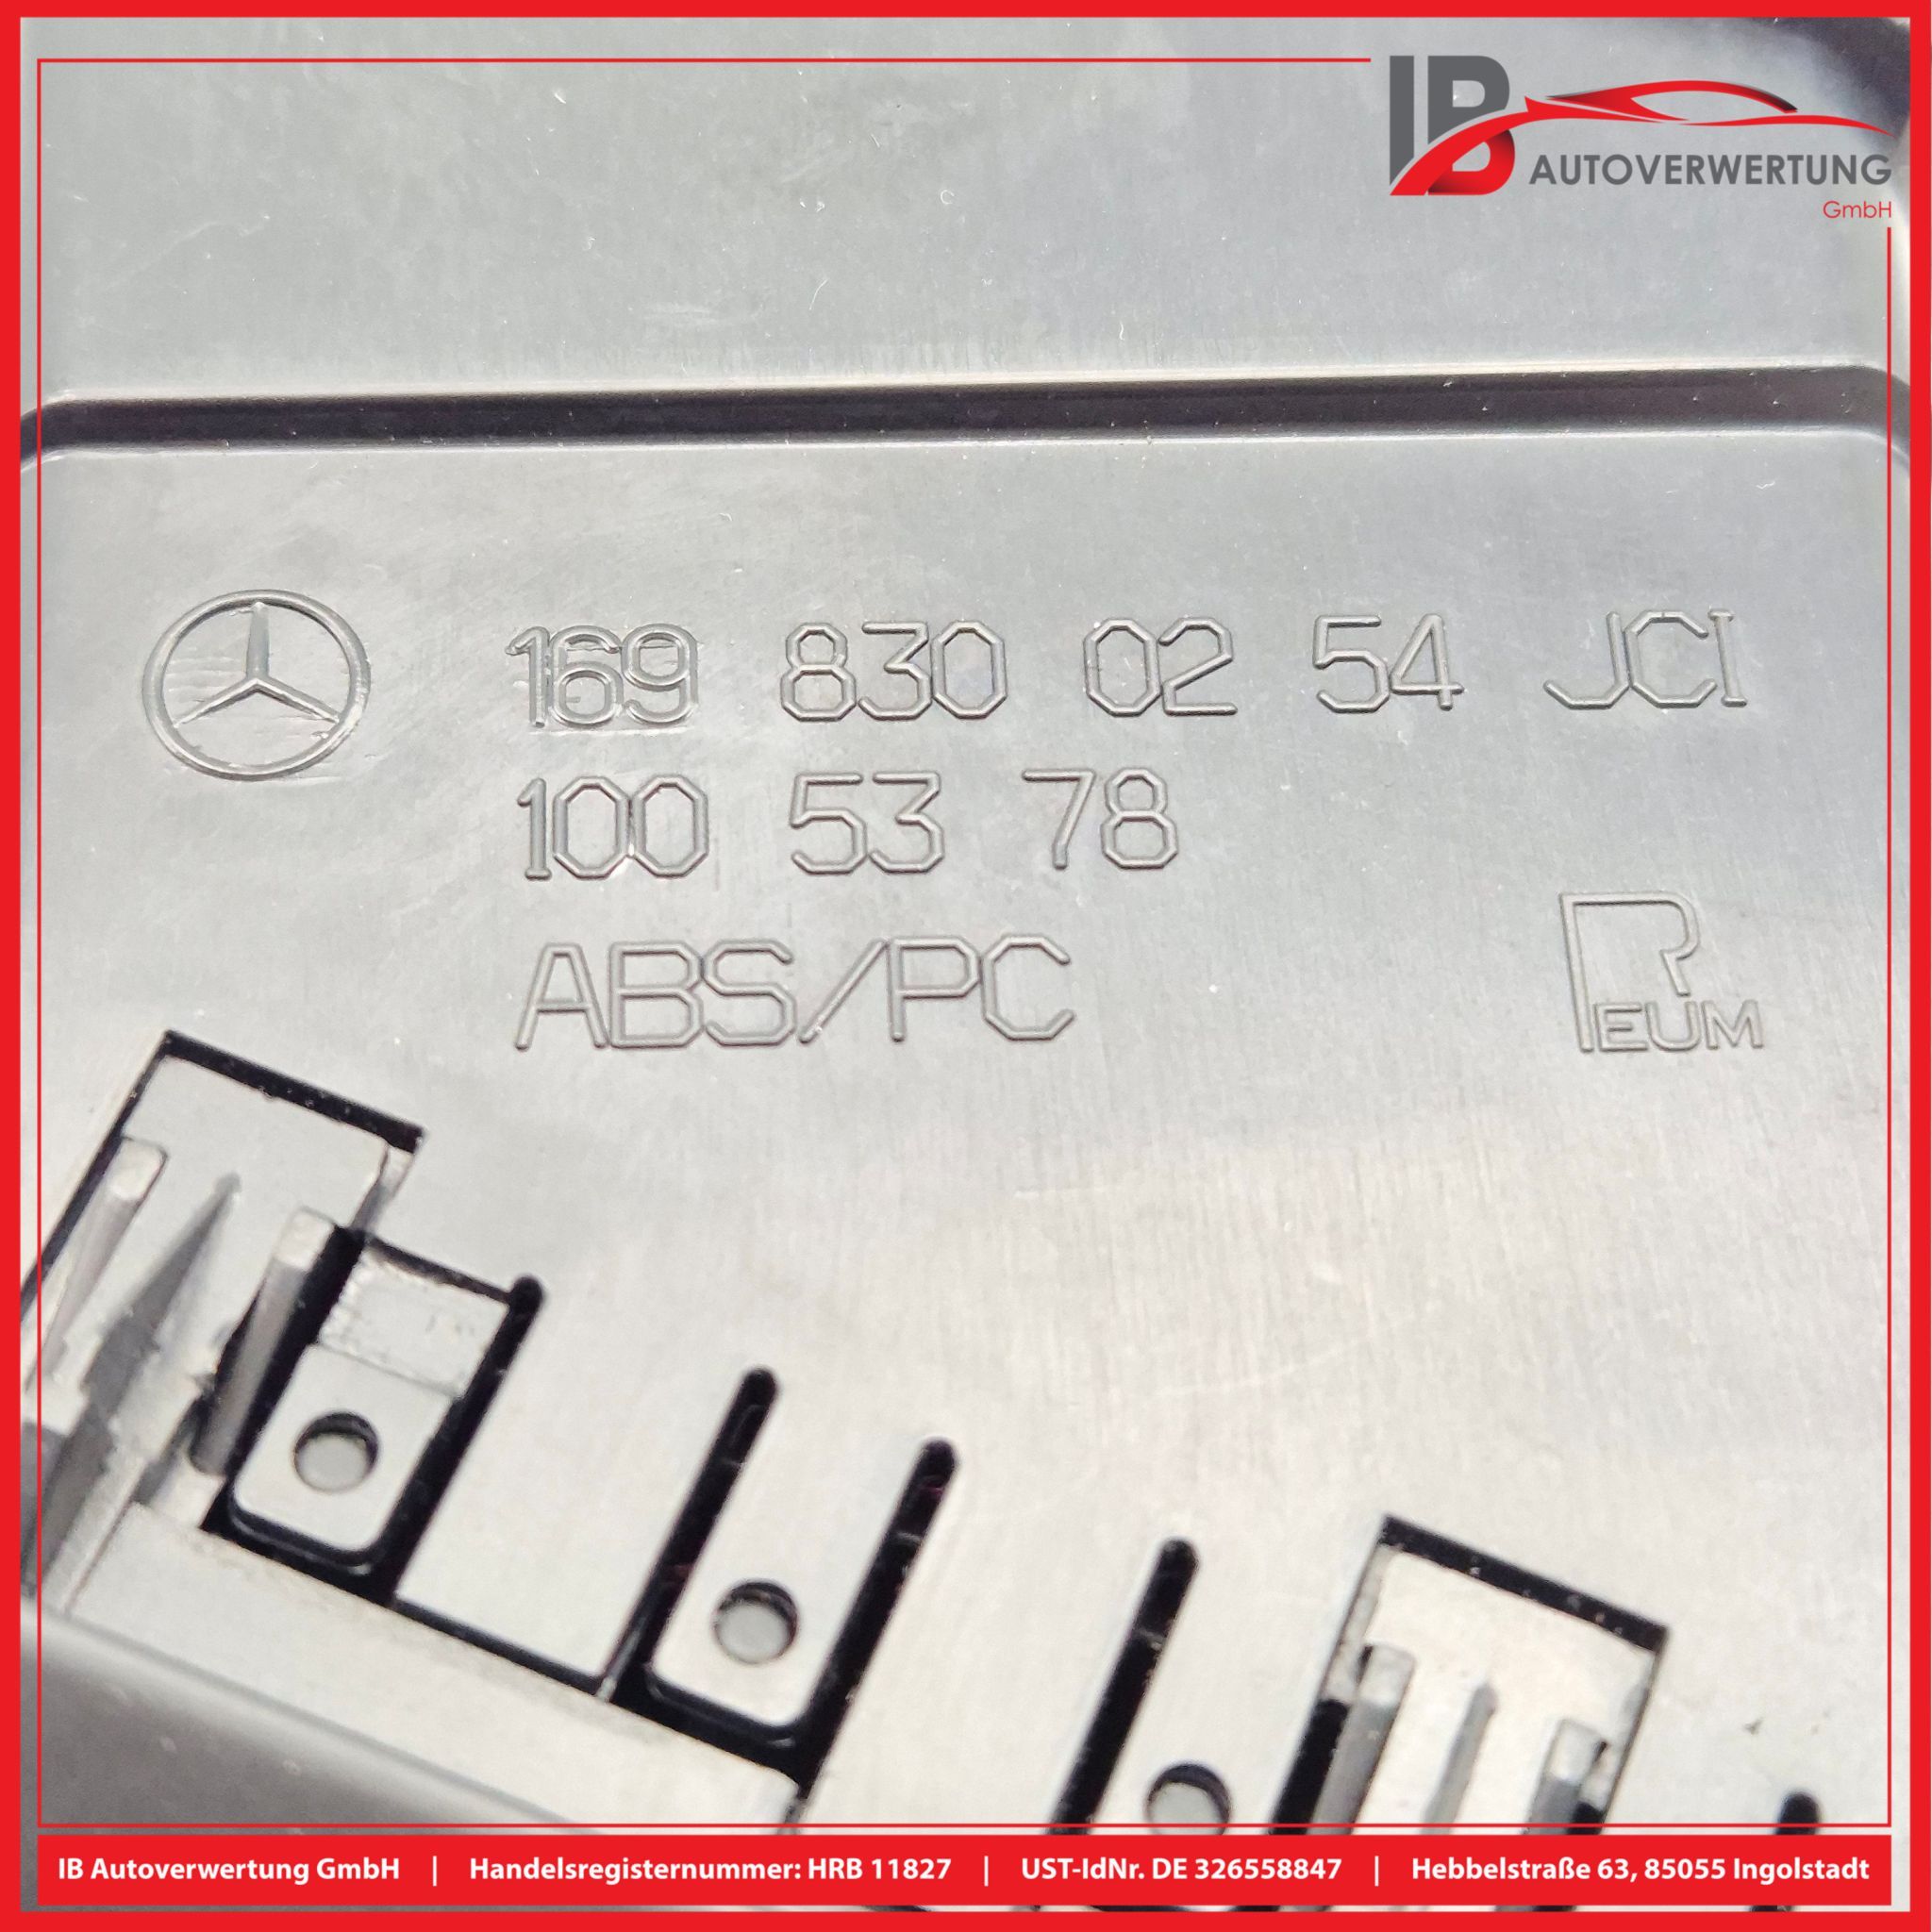 IB AUTOVERWERTUNG
GmbH
169 830 02 54 JCI
100 53 78
ABS/PC
PEUM
IB Autoverwertung GmbH | Handelsregisternummer: HRB 11827 | UST-IdNr. DE 326558847 | Hebbelstraße 63, 85055 Ingolstadt